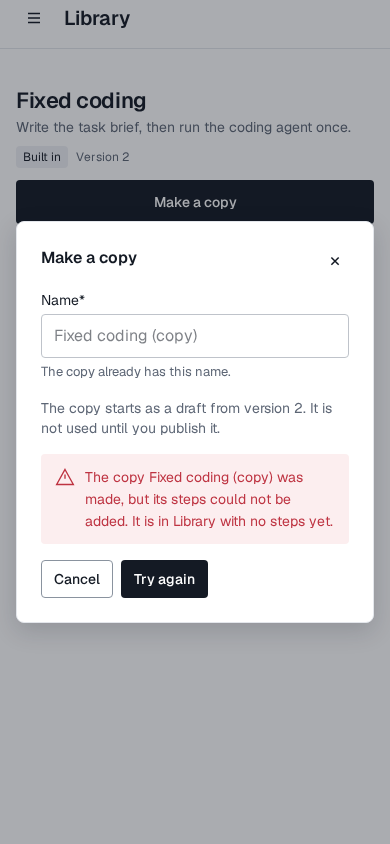 Library
Fixed coding
Write the task brief, then run the coding agent once.
Built in Version 2
Make a copy
Make a copy
Name*
Fixed coding (copy)
The copy already has this name.
The copy starts as a draft from version 2. It is
not used until you publish it.
The copy Fixed coding (copy) was
made, but its steps could not be
added. It is in Library with no steps yet.
Cancel Try again